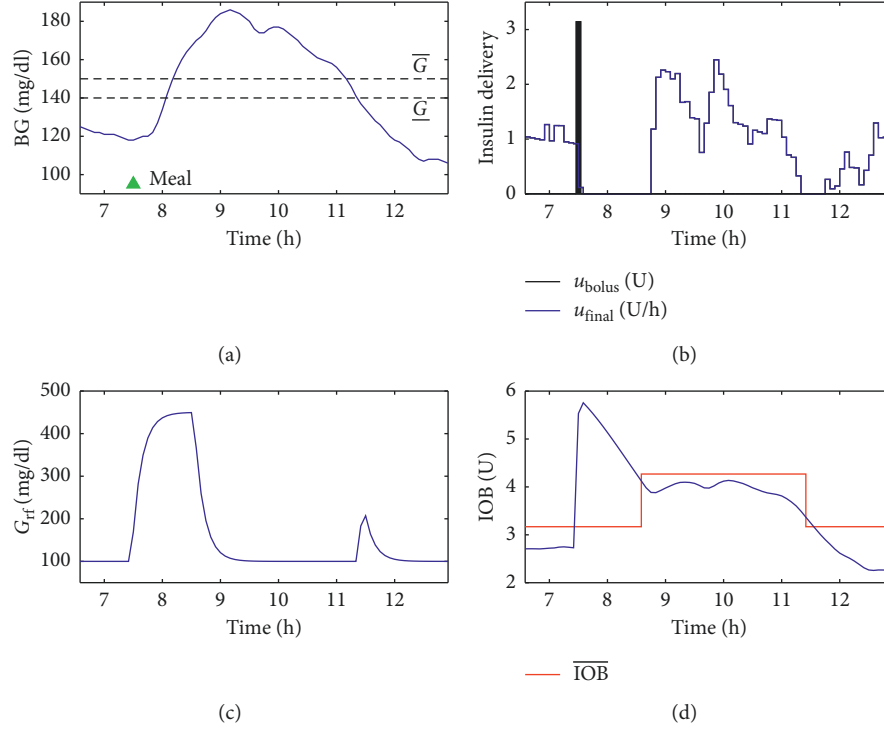 180
160
140
120
100
BG (mg/dl)
G̅
G̲
Meal
7 8 9 10 11 12
Time (h)
(a)
3
2
1
0
Insulin delivery
7 8 9 10 11 12
Time (h)
u_bolus (U)
u_final (U/h)
(b)
500
400
300
200
100
G_rf (mg/dl)
7 8 9 10 11 12
Time (h)
(c)
6
5
4
3
2
IOB (U)
7 8 9 10 11 12
Time (h)
I̅O̅B̅
(d)